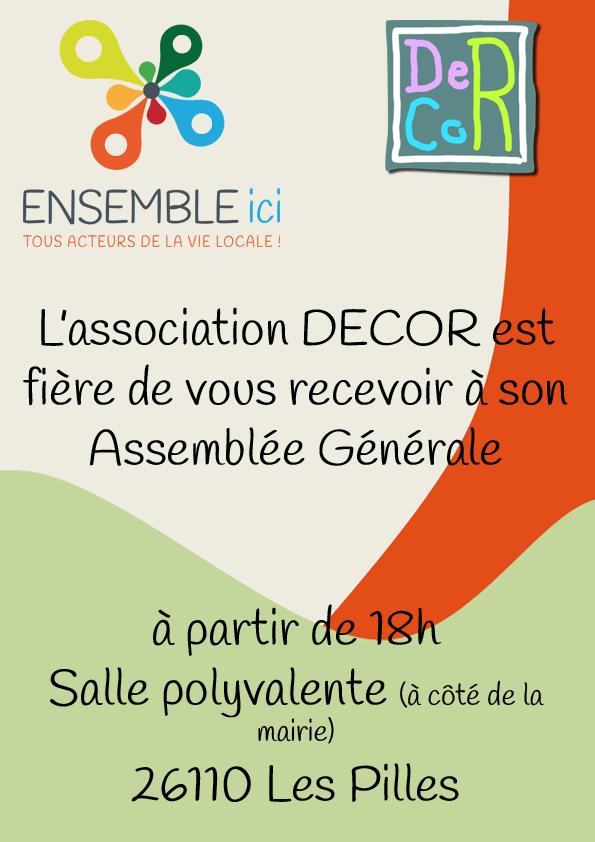 De
CoR
ENSEMBLE ici
TOUS ACTEURS DE LA VIE LOCALE !
L'association DECOR est
fière de vous recevoir à son
Assemblée Générale
à partir de 18h
Salle polyvalente (à côté de la
mairie)
26110 Les Pilles